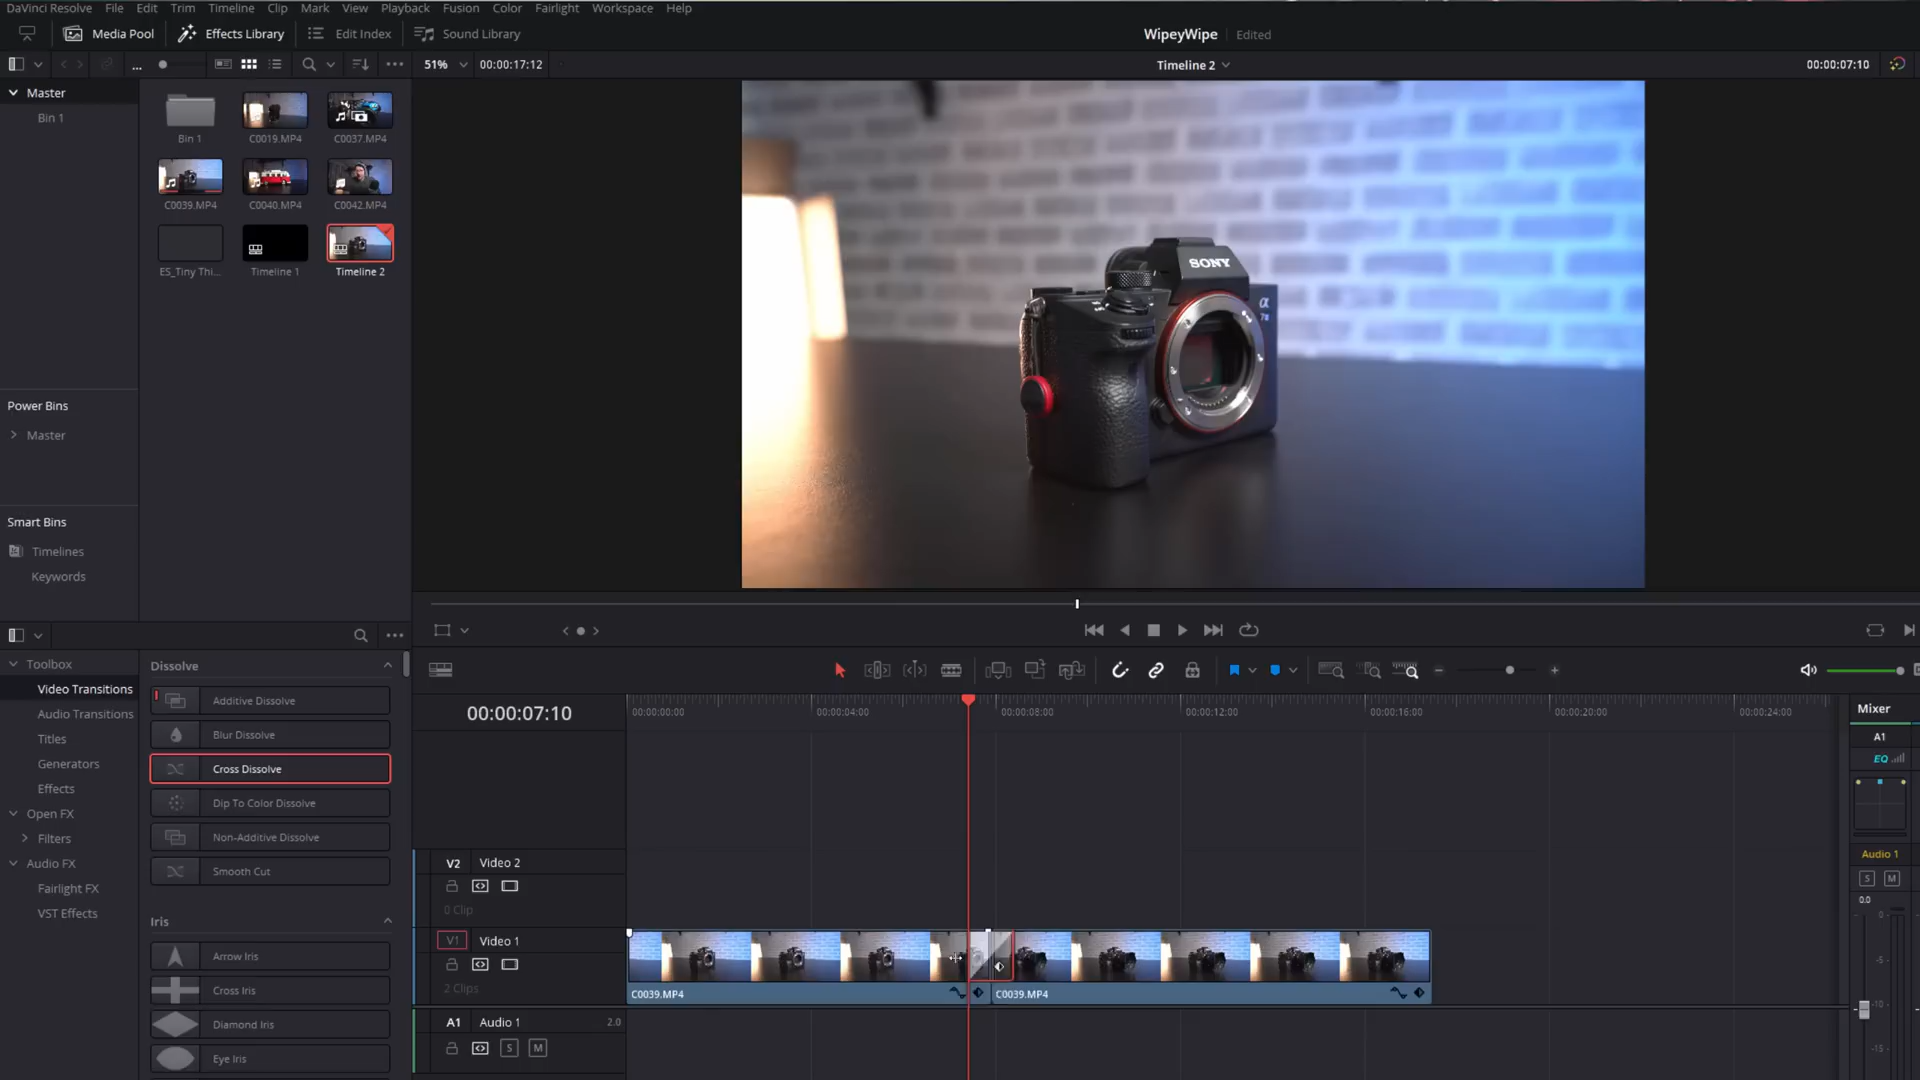 DaVinci Resolve File Edit Trim Timeline Clip Mark View Playback Fusion Color Fairlight Workspace Help
Media Pool Effects Library Edit Index Sound Library WipeyWipe Edited
... 51% 00:00:17:12 Timeline 2 00:00:07:10
Master
Bin 1
Bin 1 C0019.MP4 C0037.MP4
C0039.MP4 C0040.MP4 C0042.MP4
ES_Tiny Thi... Timeline 1 Timeline 2
SONY
α
7 III
Power Bins
Master
Smart Bins
Timelines
Keywords
Toolbox
Video Transitions
Audio Transitions
Titles
Generators
Effects
Open FX
Filters
Audio FX
Fairlight FX
VST Effects
Dissolve
Additive Dissolve
Blur Dissolve
Cross Dissolve
Dip To Color Dissolve
Non-Additive Dissolve
Smooth Cut
Iris
Arrow Iris
Cross Iris
Diamond Iris
Eye Iris
00:00:07:10
00:00:00:00 00:00:04:00 00:00:08:00 00:00:12:00 00:00:16:00 00:00:20:00 00:00:24:00
V2 Video 2
0 Clip
V1 Video 1
2 Clips
C0039.MP4 C0039.MP4
A1 Audio 1 2.0
S M
Mixer
A1
EQ
Audio 1
S M
0.0
0
-5
-10
-15